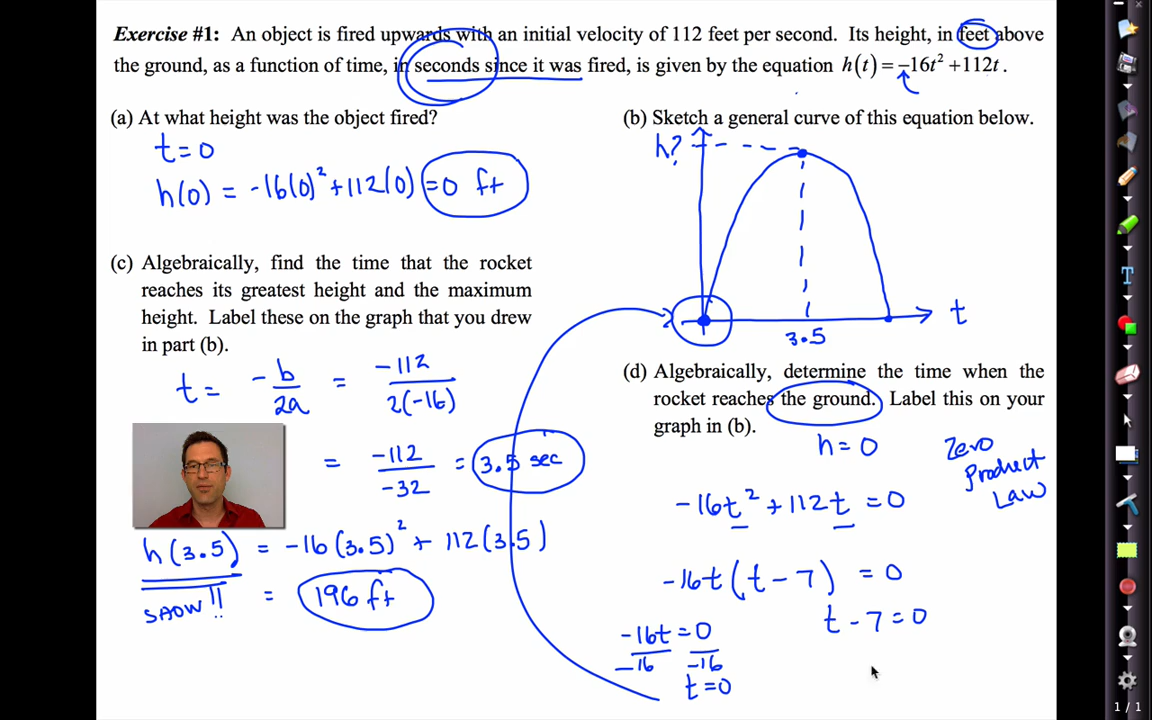 Exercise #1: An object is fired upwards with an initial velocity of 112 feet per second. Its height, in feet above
the ground, as a function of time, in seconds since it was fired, is given by the equation h(t) = −16t² + 112t .
(a) At what height was the object fired?
t = 0
h(0) = -16(0)² + 112(0) = 0 ft
(b) Sketch a general curve of this equation below.
h?
t
3.5
(c) Algebraically, find the time that the rocket
reaches its greatest height and the maximum
height. Label these on the graph that you drew
in part (b).
t = -b/2a = -112/2(-16)
= -112/-32 = 3.5 sec
h(3.5) = -16(3.5)² + 112(3.5)
SADW!! = 196 ft
(d) Algebraically, determine the time when the
rocket reaches the ground. Label this on your
graph in (b).
h = 0
Zero
Product
Law
-16t² + 112t = 0
-16t(t - 7) = 0
t - 7 = 0
-16t = 0
-16 -16
t = 0
T
1 / 1